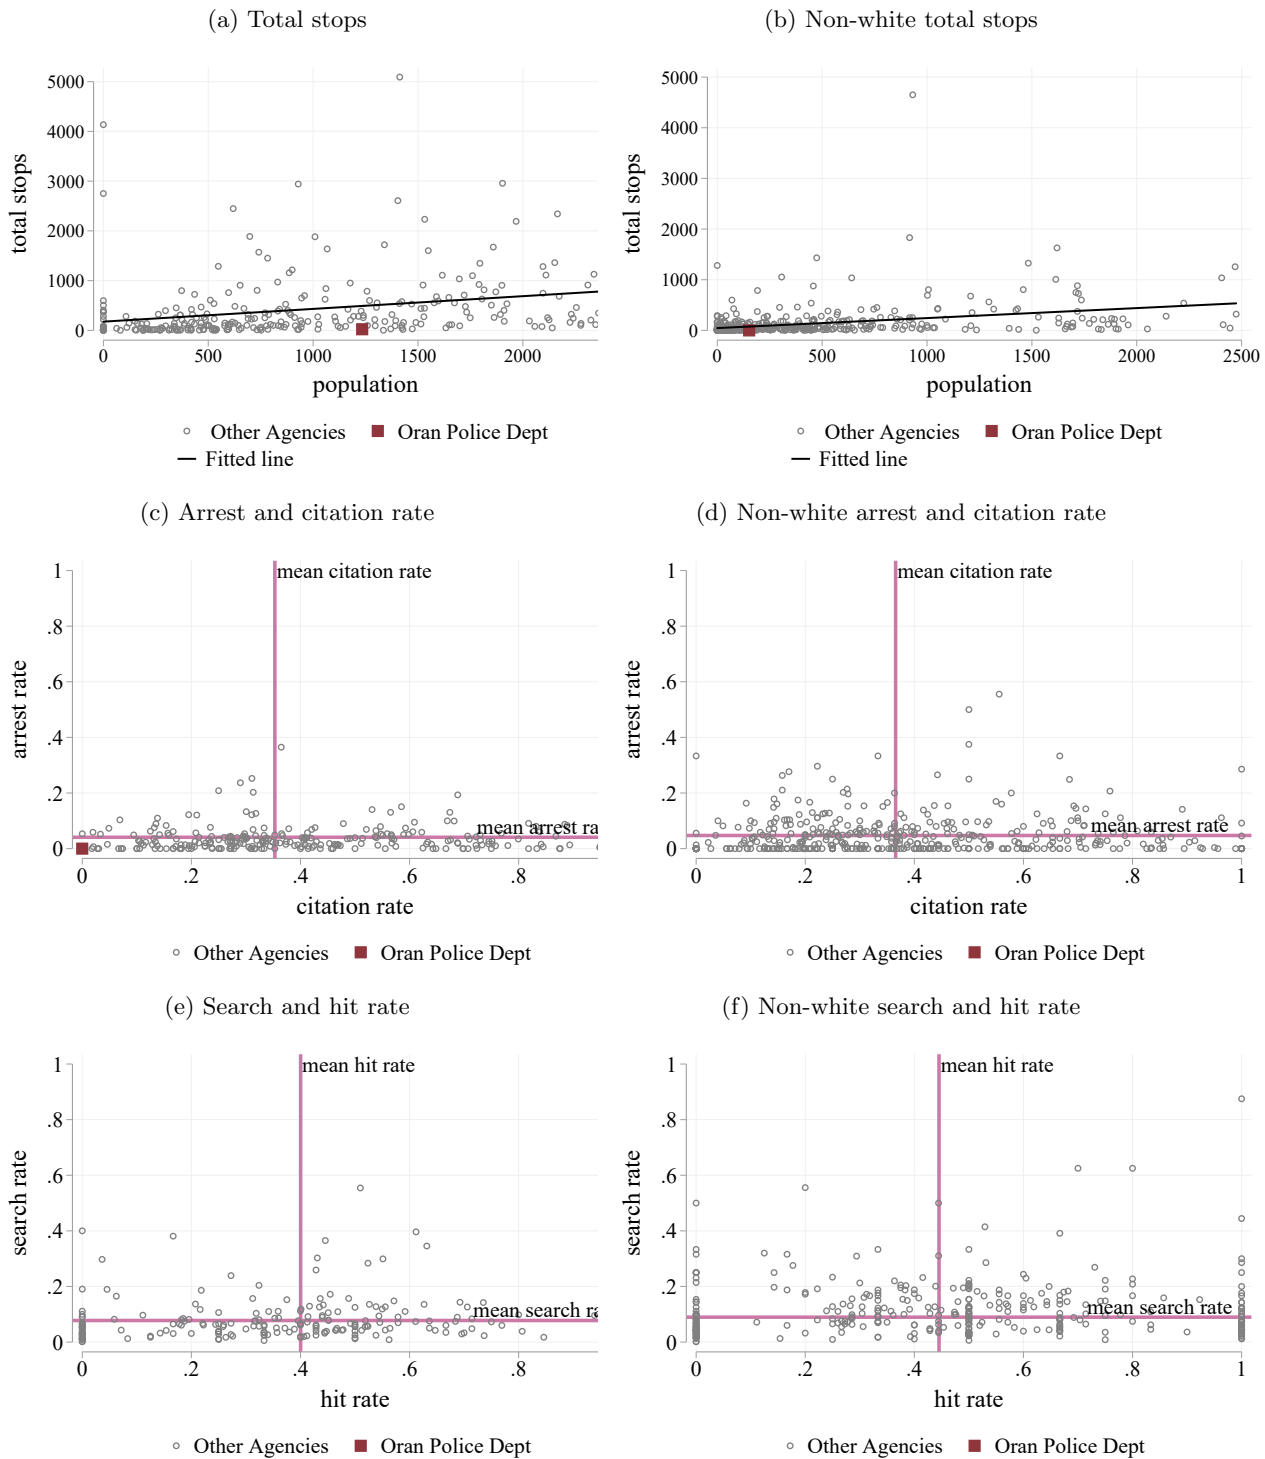 (a) Total stops
5000
4000
3000
2000
1000
0
total stops
0 500 1000 1500 2000
population
Other Agencies Oran Police Dept
Fitted line
(b) Non-white total stops
5000
4000
3000
2000
1000
0
total stops
0 500 1000 1500 2000 2500
population
Other Agencies Oran Police Dept
Fitted line
(c) Arrest and citation rate
1
.8
.6
.4
.2
0
arrest rate
mean citation rate
mean arrest ra
0 .2 .4 .6 .8
citation rate
Other Agencies Oran Police Dept
(d) Non-white arrest and citation rate
1
.8
.6
.4
.2
0
arrest rate
mean citation rate
mean arrest rate
0 .2 .4 .6 .8 1
citation rate
Other Agencies Oran Police Dept
(e) Search and hit rate
1
.8
.6
.4
.2
0
search rate
mean hit rate
mean search ra
0 .2 .4 .6 .8
hit rate
Other Agencies Oran Police Dept
(f) Non-white search and hit rate
1
.8
.6
.4
.2
0
search rate
mean hit rate
mean search rate
0 .2 .4 .6 .8 1
hit rate
Other Agencies Oran Police Dept